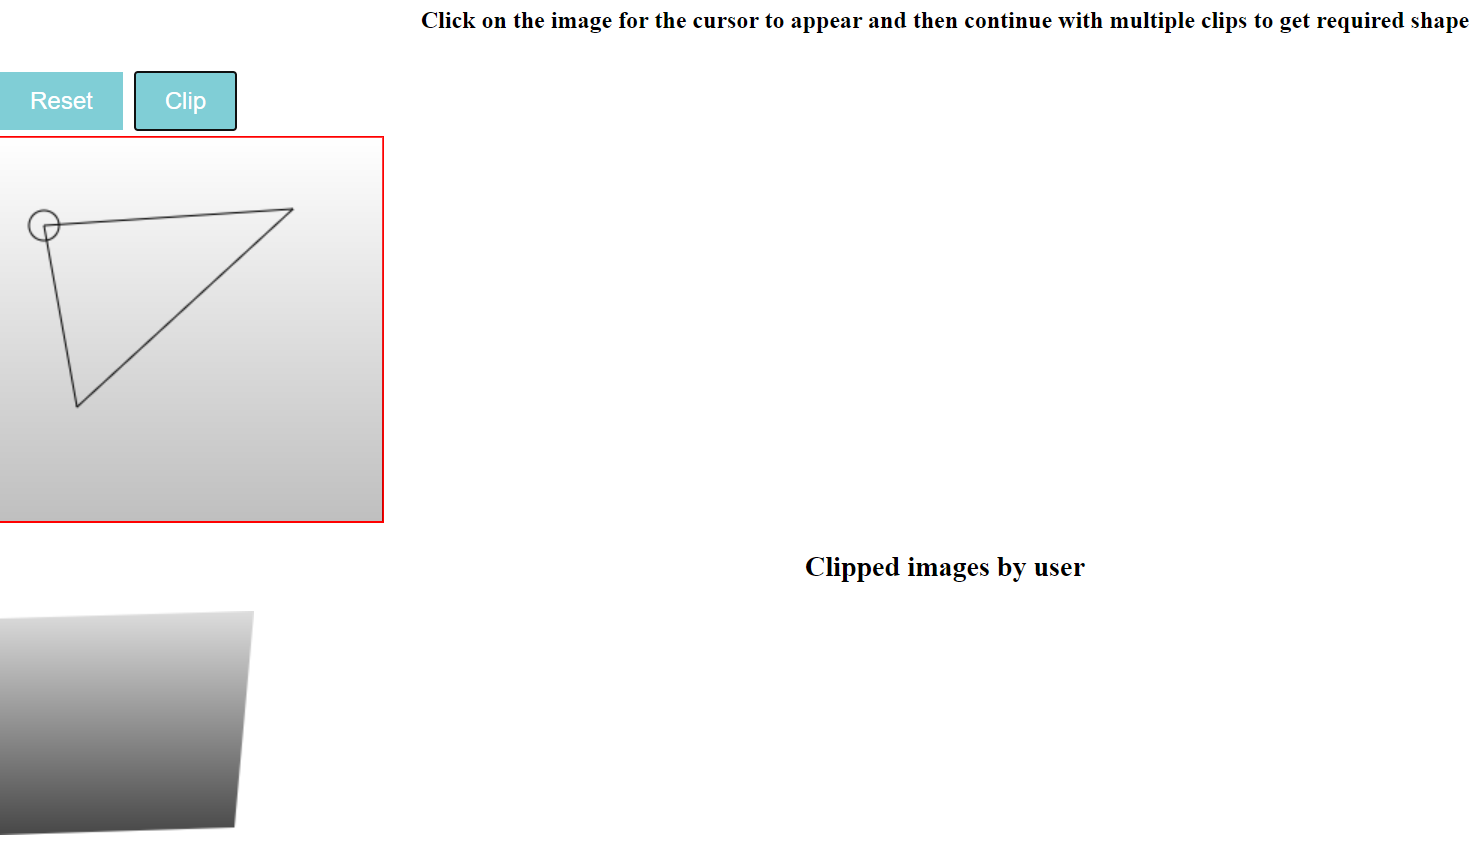 Click on the image for the cursor to appear and then continue with multiple clips to get required shape
Reset
Clip
Clipped images by user